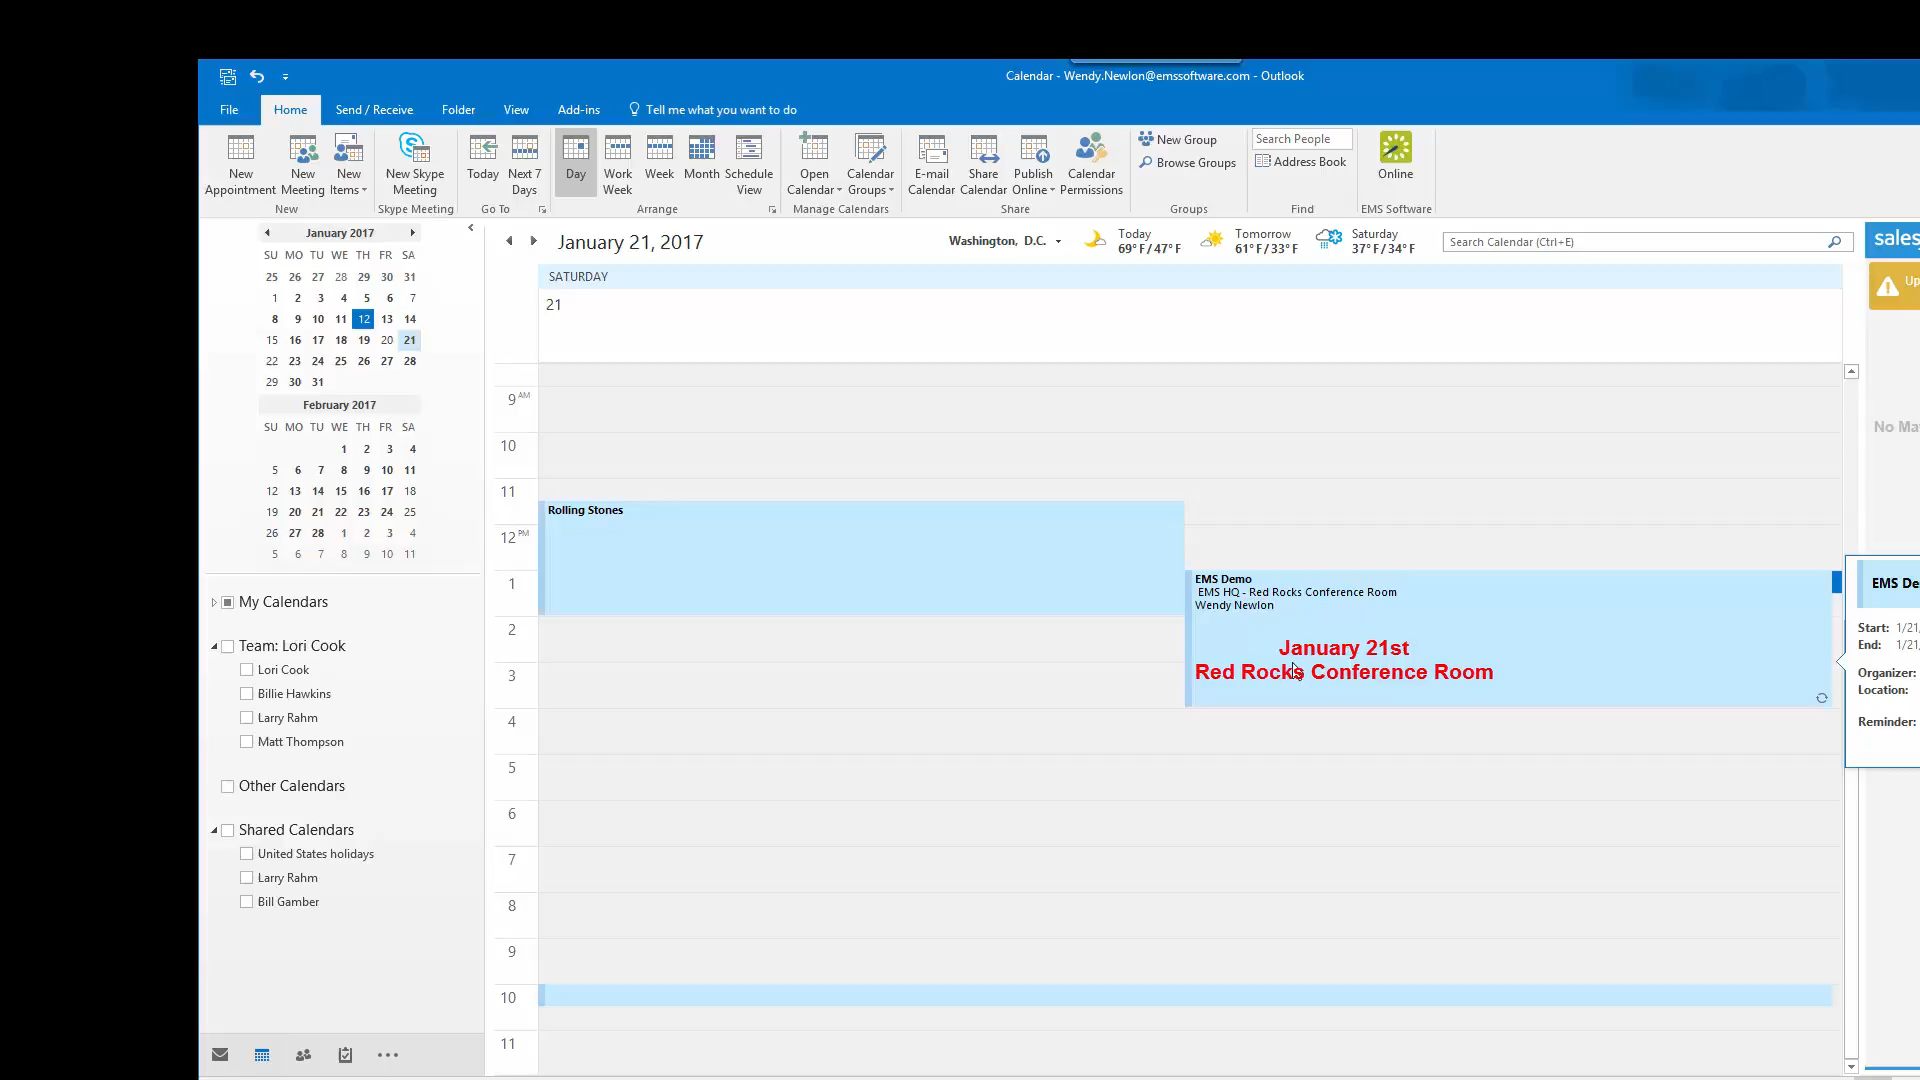 Calendar - Wendy.Newlon@emssoftware.com - Outlook
File Home Send / Receive Folder View Add-ins Tell me what you want to do
New Appointment
New Meeting
New Items
New Skype Meeting
Today
Next 7 Days
Day
Work Week
Week
Month
Schedule View
Open Calendar
Calendar Groups
E-mail Calendar
Share Calendar
Publish Online
Calendar Permissions
New Group
Browse Groups
Search People
Address Book
Online
New Skype Meeting Go To Arrange Manage Calendars Share Groups Find EMS Software
January 2017
SU MO TU WE TH FR SA
25 26 27 28 29 30 31
1 2 3 4 5 6 7
8 9 10 11 12 13 14
15 16 17 18 19 20 21
22 23 24 25 26 27 28
29 30 31
February 2017
SU MO TU WE TH FR SA
1 2 3 4
5 6 7 8 9 10 11
12 13 14 15 16 17 18
19 20 21 22 23 24 25
26 27 28 1 2 3 4
5 6 7 8 9 10 11
My Calendars
Team: Lori Cook
Lori Cook
Billie Hawkins
Larry Rahm
Matt Thompson
Other Calendars
Shared Calendars
United States holidays
Larry Rahm
Bill Gamber
January 21, 2017
Washington, D.C.
Today
69°F/47°F
Tomorrow
61°F/33°F
Saturday
37°F/34°F
Search Calendar (Ctrl+E)
SATURDAY
21
9 AM
10
11
Rolling Stones
12 PM
1
EMS Demo
EMS HQ - Red Rocks Conference Room
Wendy Newlon
2
January 21st
Red Rocks Conference Room
3
4
5
6
7
8
9
10
11
sales
Up
No Ma
EMS De
Start: 1/21,
End: 1/21,
Organizer:
Location:
Reminder: